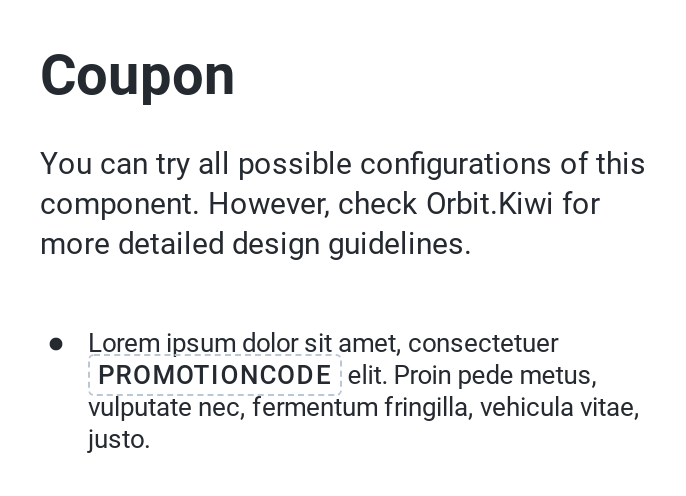 Coupon
You can try all possible configurations of this
component. However, check Orbit.Kiwi for
more detailed design guidelines.
Lorem ipsum dolor sit amet, consectetuer
PROMOTIONCODE elit. Proin pede metus,
vulputate nec, fermentum fringilla, vehicula vitae,
justo.